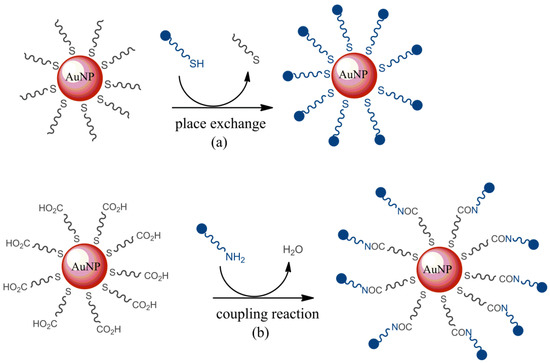 S S
S S
S AuNP S
S S
S S
SH
S
place exchange
(a)
S S
S S
S AuNP S
S S
S S
HO₂C CO₂H
HO₂C CO₂H
S S
S S
S AuNP S
HO₂C CO₂H
S S
S S
HO₂C CO₂H
HO₂C CO₂H
NH₂
H₂O
coupling reaction
(b)
NOC CON
NOC CON
S S
S S
S AuNP S
NOC CON
S S
S S
NOC CON
NOC CON